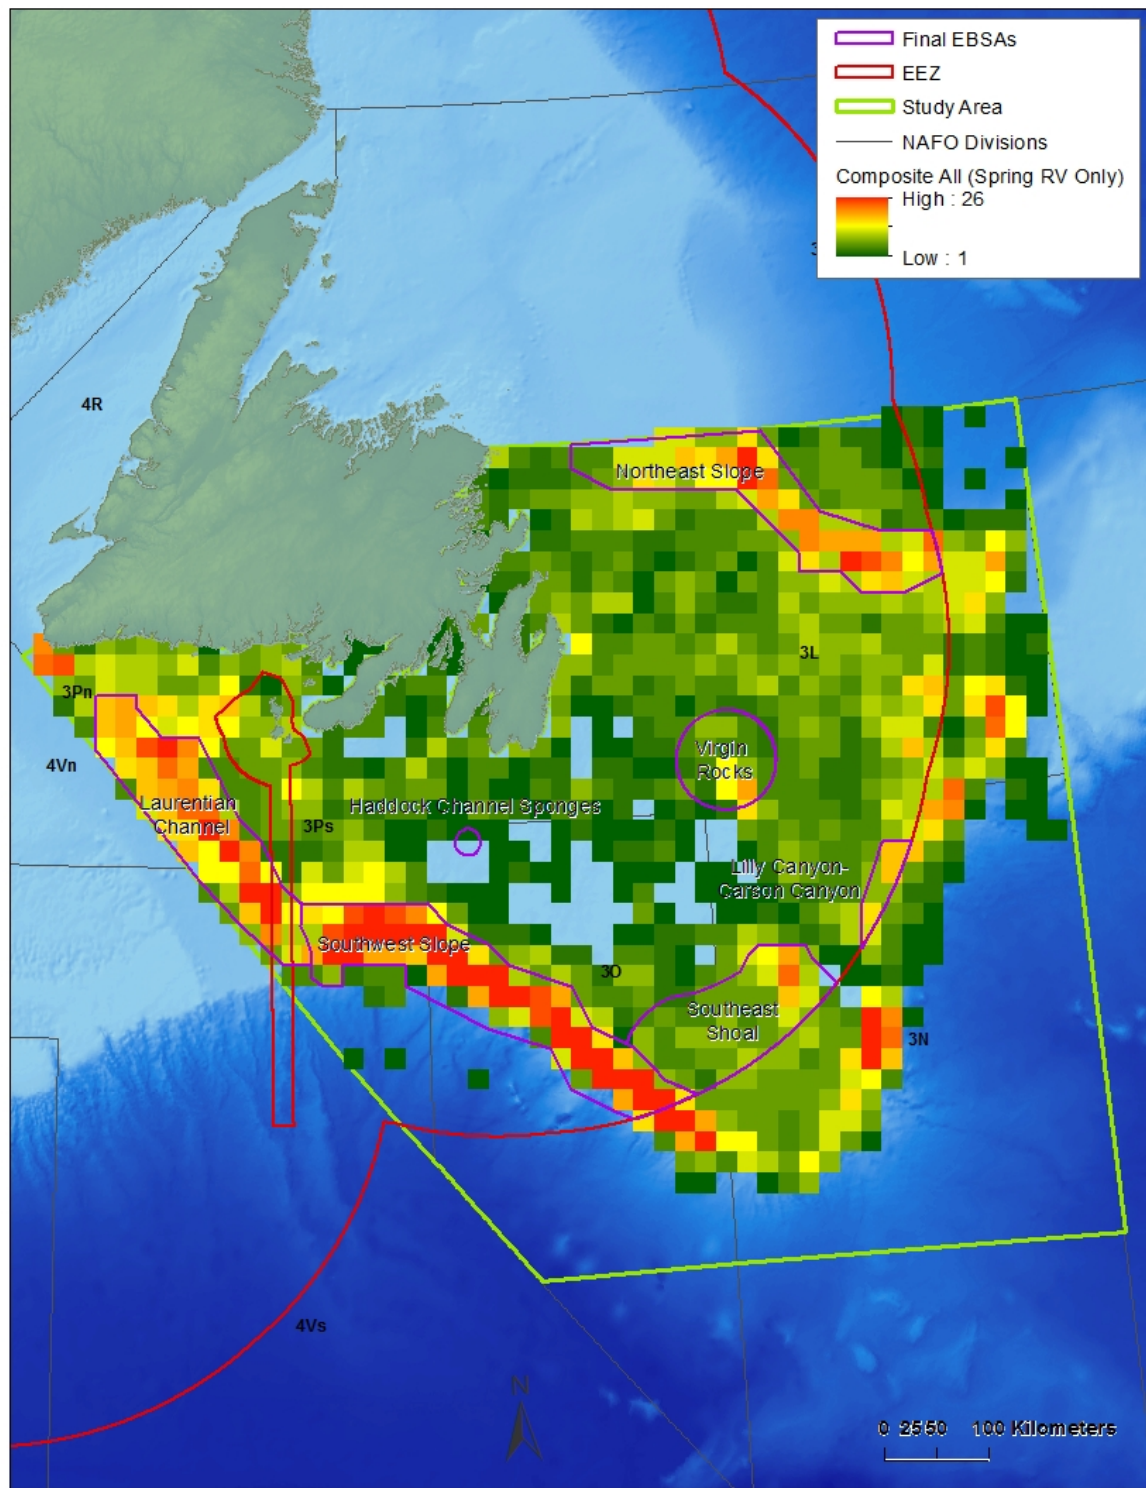 Final EBSAs
EEZ
Study Area
NAFO Divisions
Composite All (Spring RV Only)
High : 26
Low : 1
3
4R
Northeast Slope
3L
3Pn
4Vn
Virgin
Rocks
Laurentian
Channel
Haddock Channel Sponges
3Ps
Lilly Canyon-
Carson Canyon
Southwest Slope
3O
Southeast
Shoal
3N
4Vs
N
0 25 50 100 Kilometers